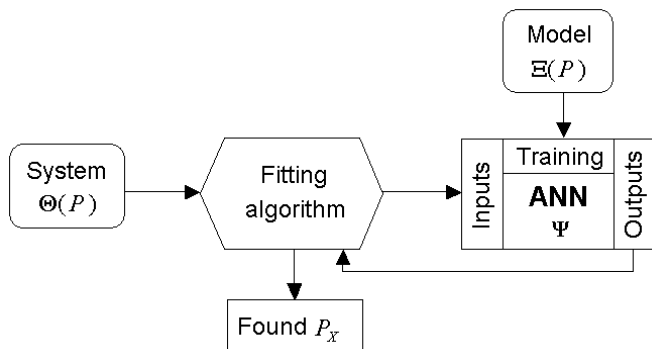 Model
Ξ(P)
System
Θ(P)
Fitting
algorithm
Inputs
Training
ANN
Ψ
Outputs
Found P_X